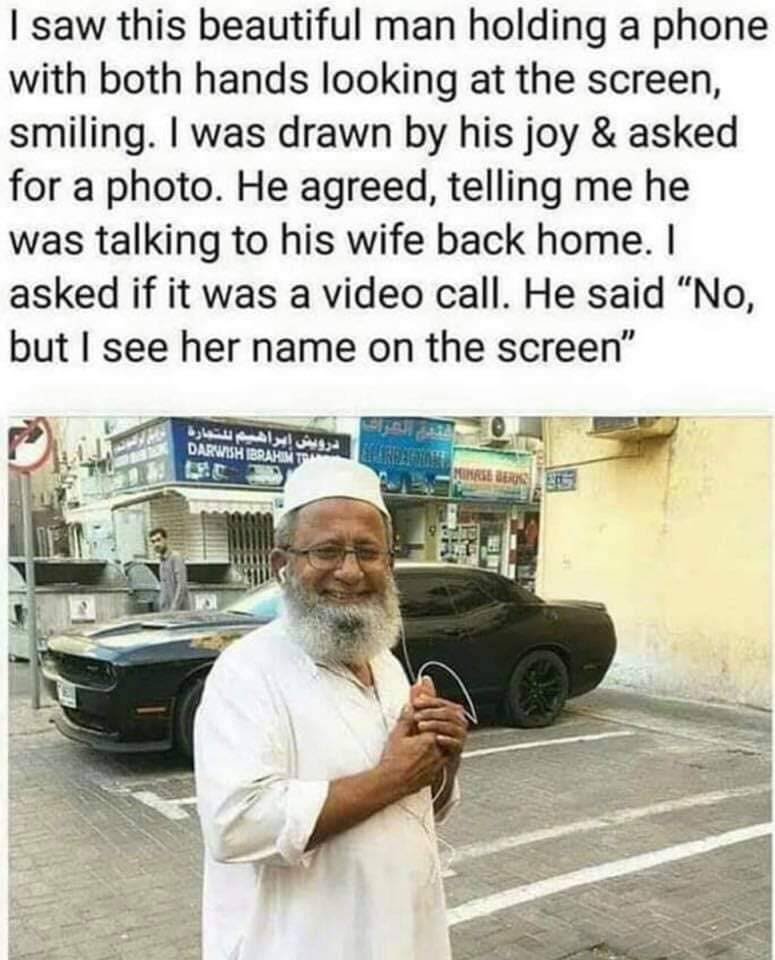 I saw this beautiful man holding a phone
with both hands looking at the screen,
smiling. I was drawn by his joy & asked
for a photo. He agreed, telling me he
was talking to his wife back home. I
asked if it was a video call. He said “No,
but I see her name on the screen”
درويش ابراهيم للتجارة
DARWISH IBRAHIM